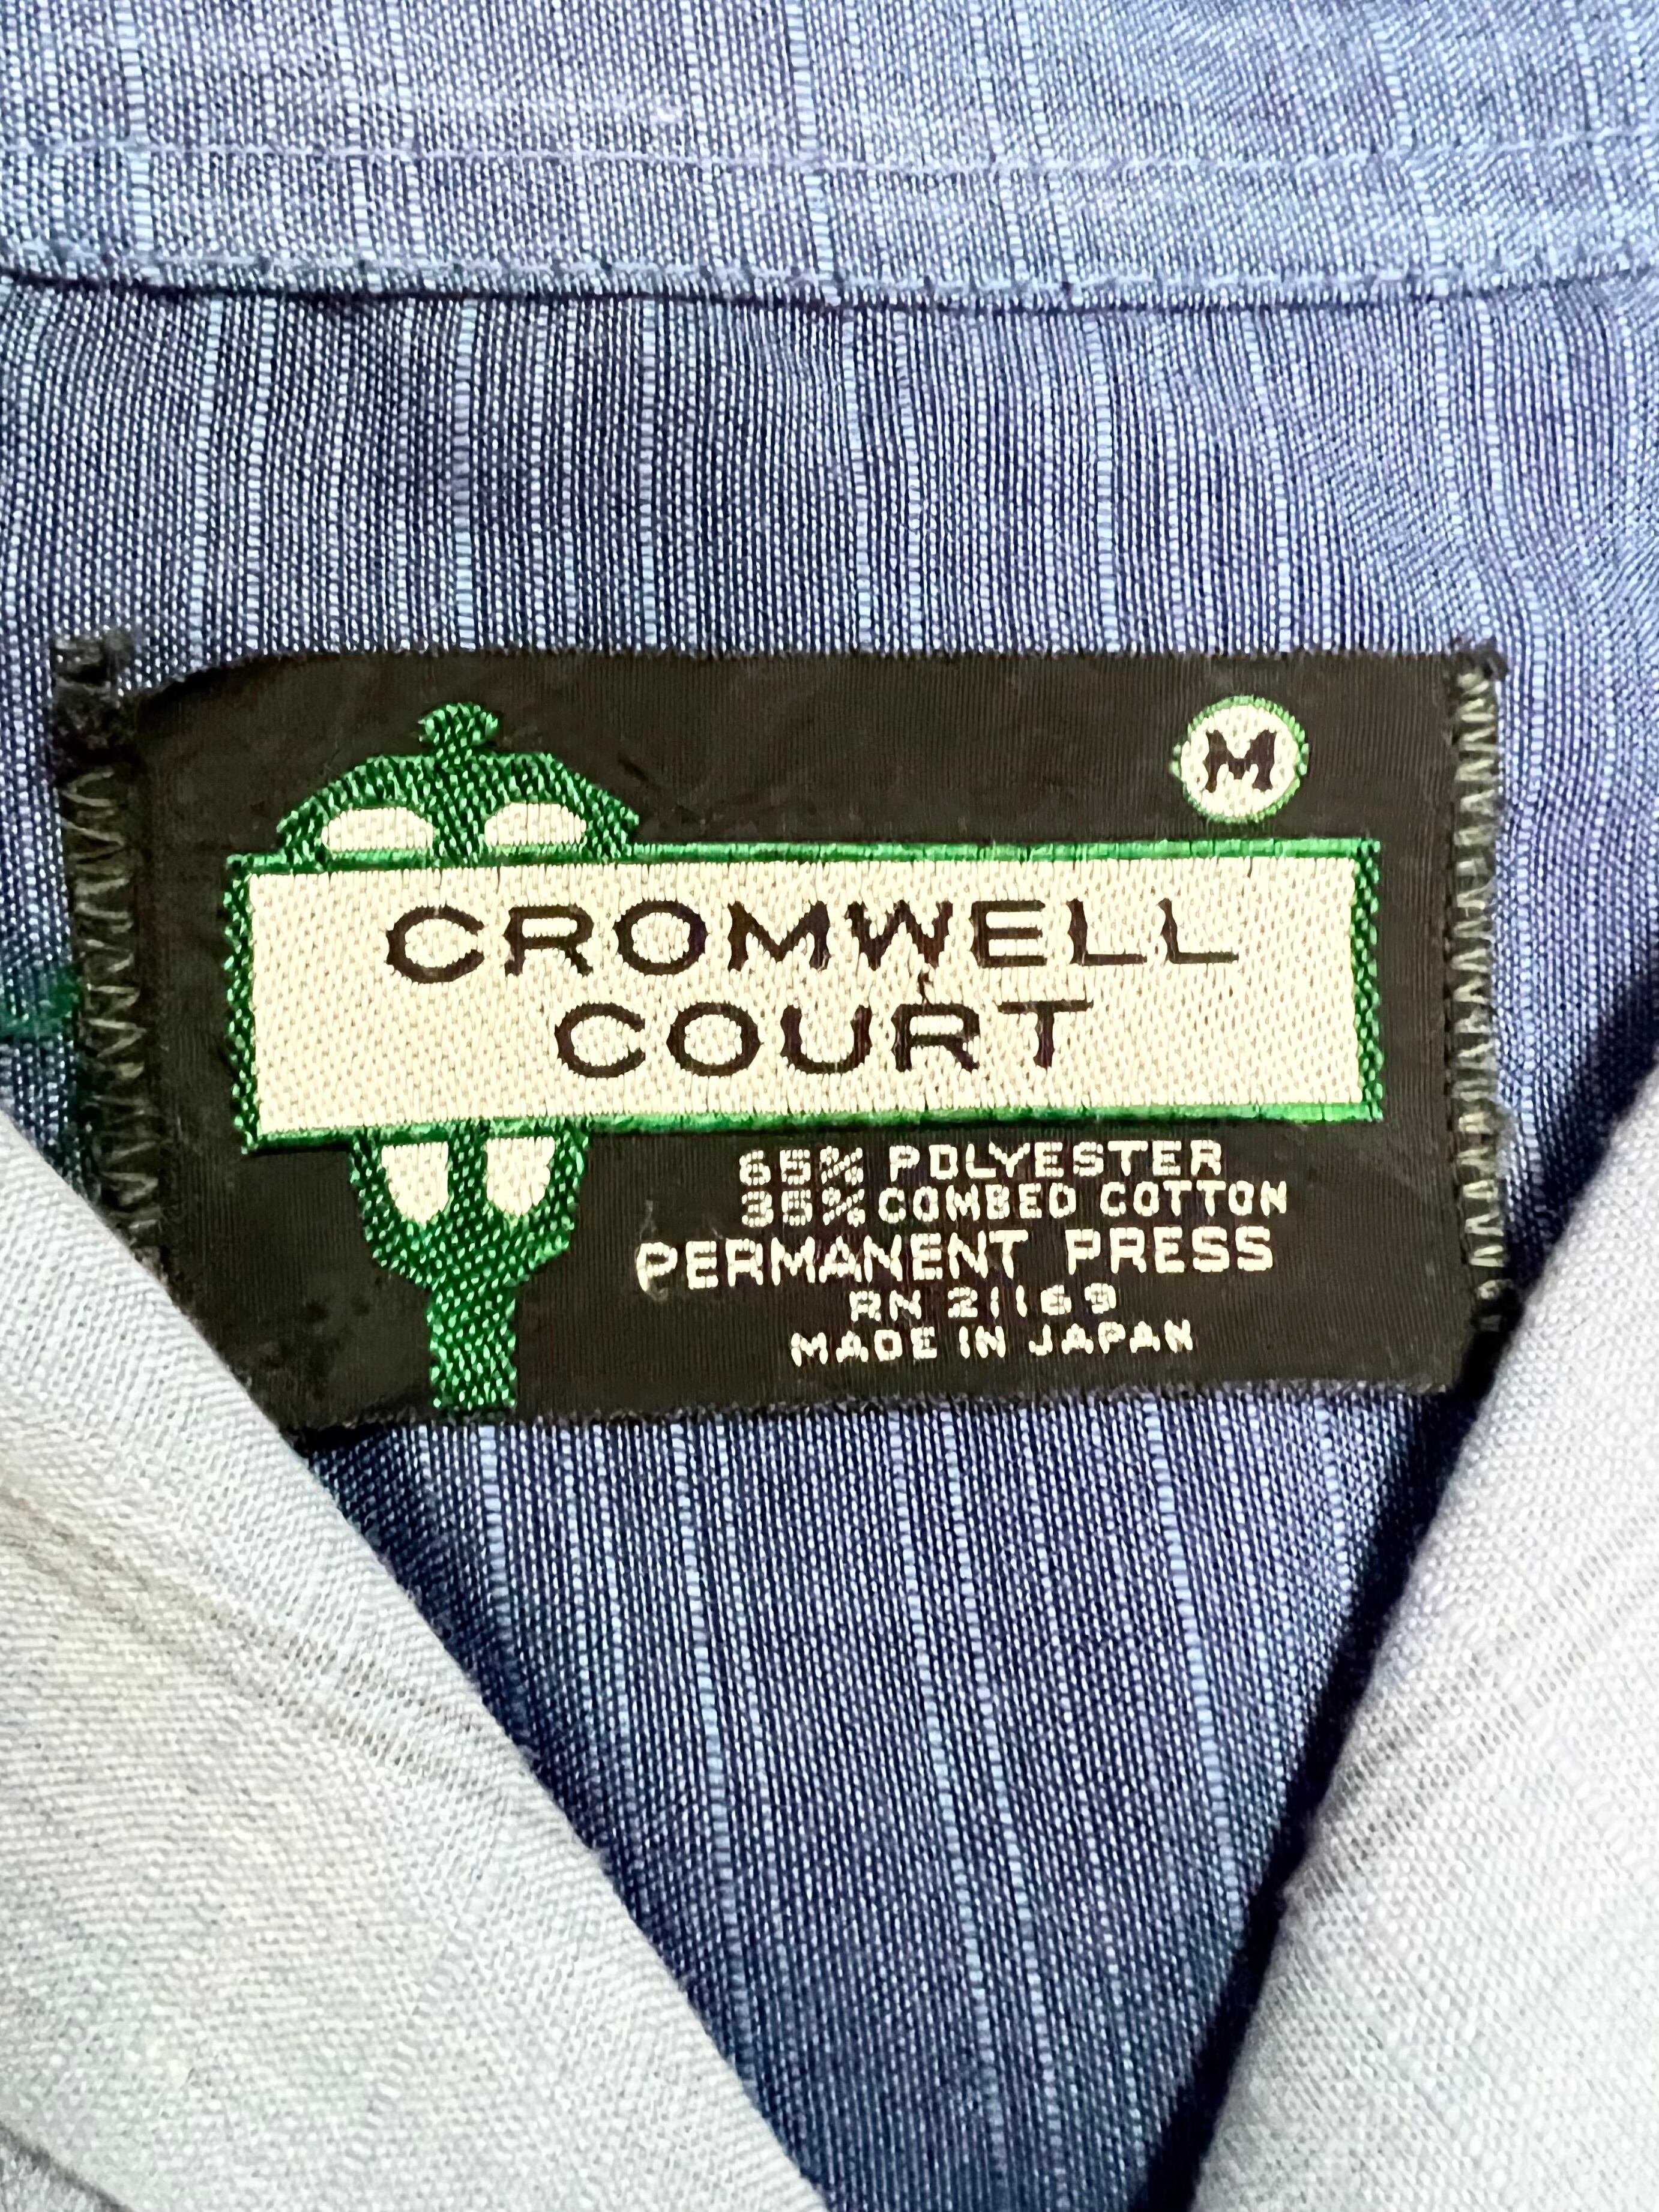 M
CROMWELL
COURT
65% POLYESTER
35% COMBED COTTON
PERMANENT PRESS
RN 21169
MADE IN JAPAN